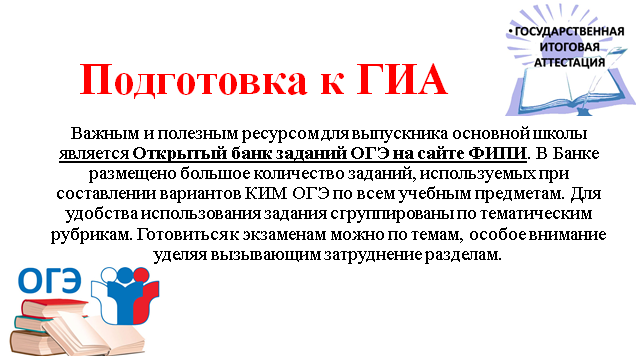 • ГОСУДАРСТВЕННАЯ
ИТОГОВАЯ
АТТЕСТАЦИЯ
Подготовка к ГИА
Важным и полезным ресурсом для выпускника основной школы
является Открытый банк заданий ОГЭ на сайте ФИПИ. В Банке
размещено большое количество заданий, используемых при
составлении вариантов КИМ ОГЭ по всем учебным предметам. Для
удобства использования задания сгруппированы по тематическим
рубрикам. Готовиться к экзаменам можно по темам, особое внимание
уделяя вызывающим затруднение разделам.
ОГЭ